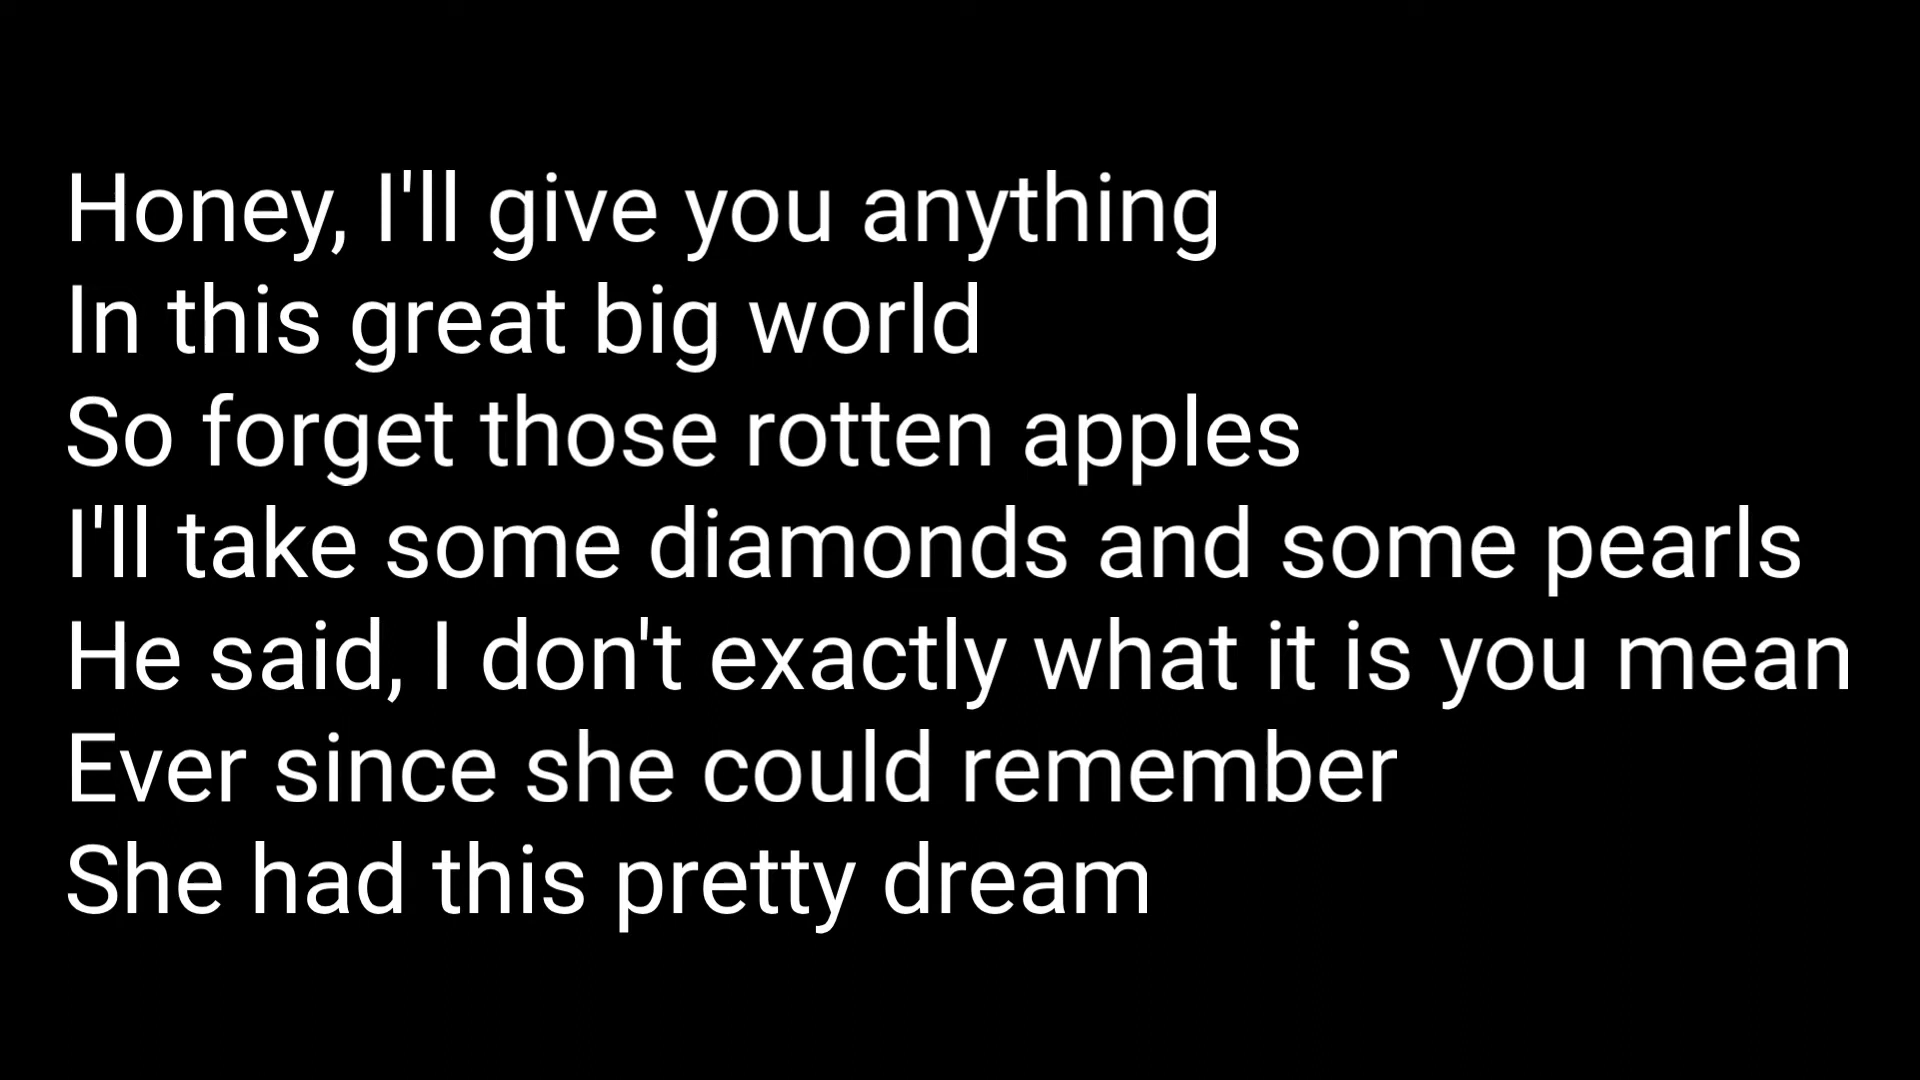 Honey, I'll give you anything
In this great big world
So forget those rotten apples
I'll take some diamonds and some pearls
He said, I don't exactly what it is you mean
Ever since she could remember
She had this pretty dream